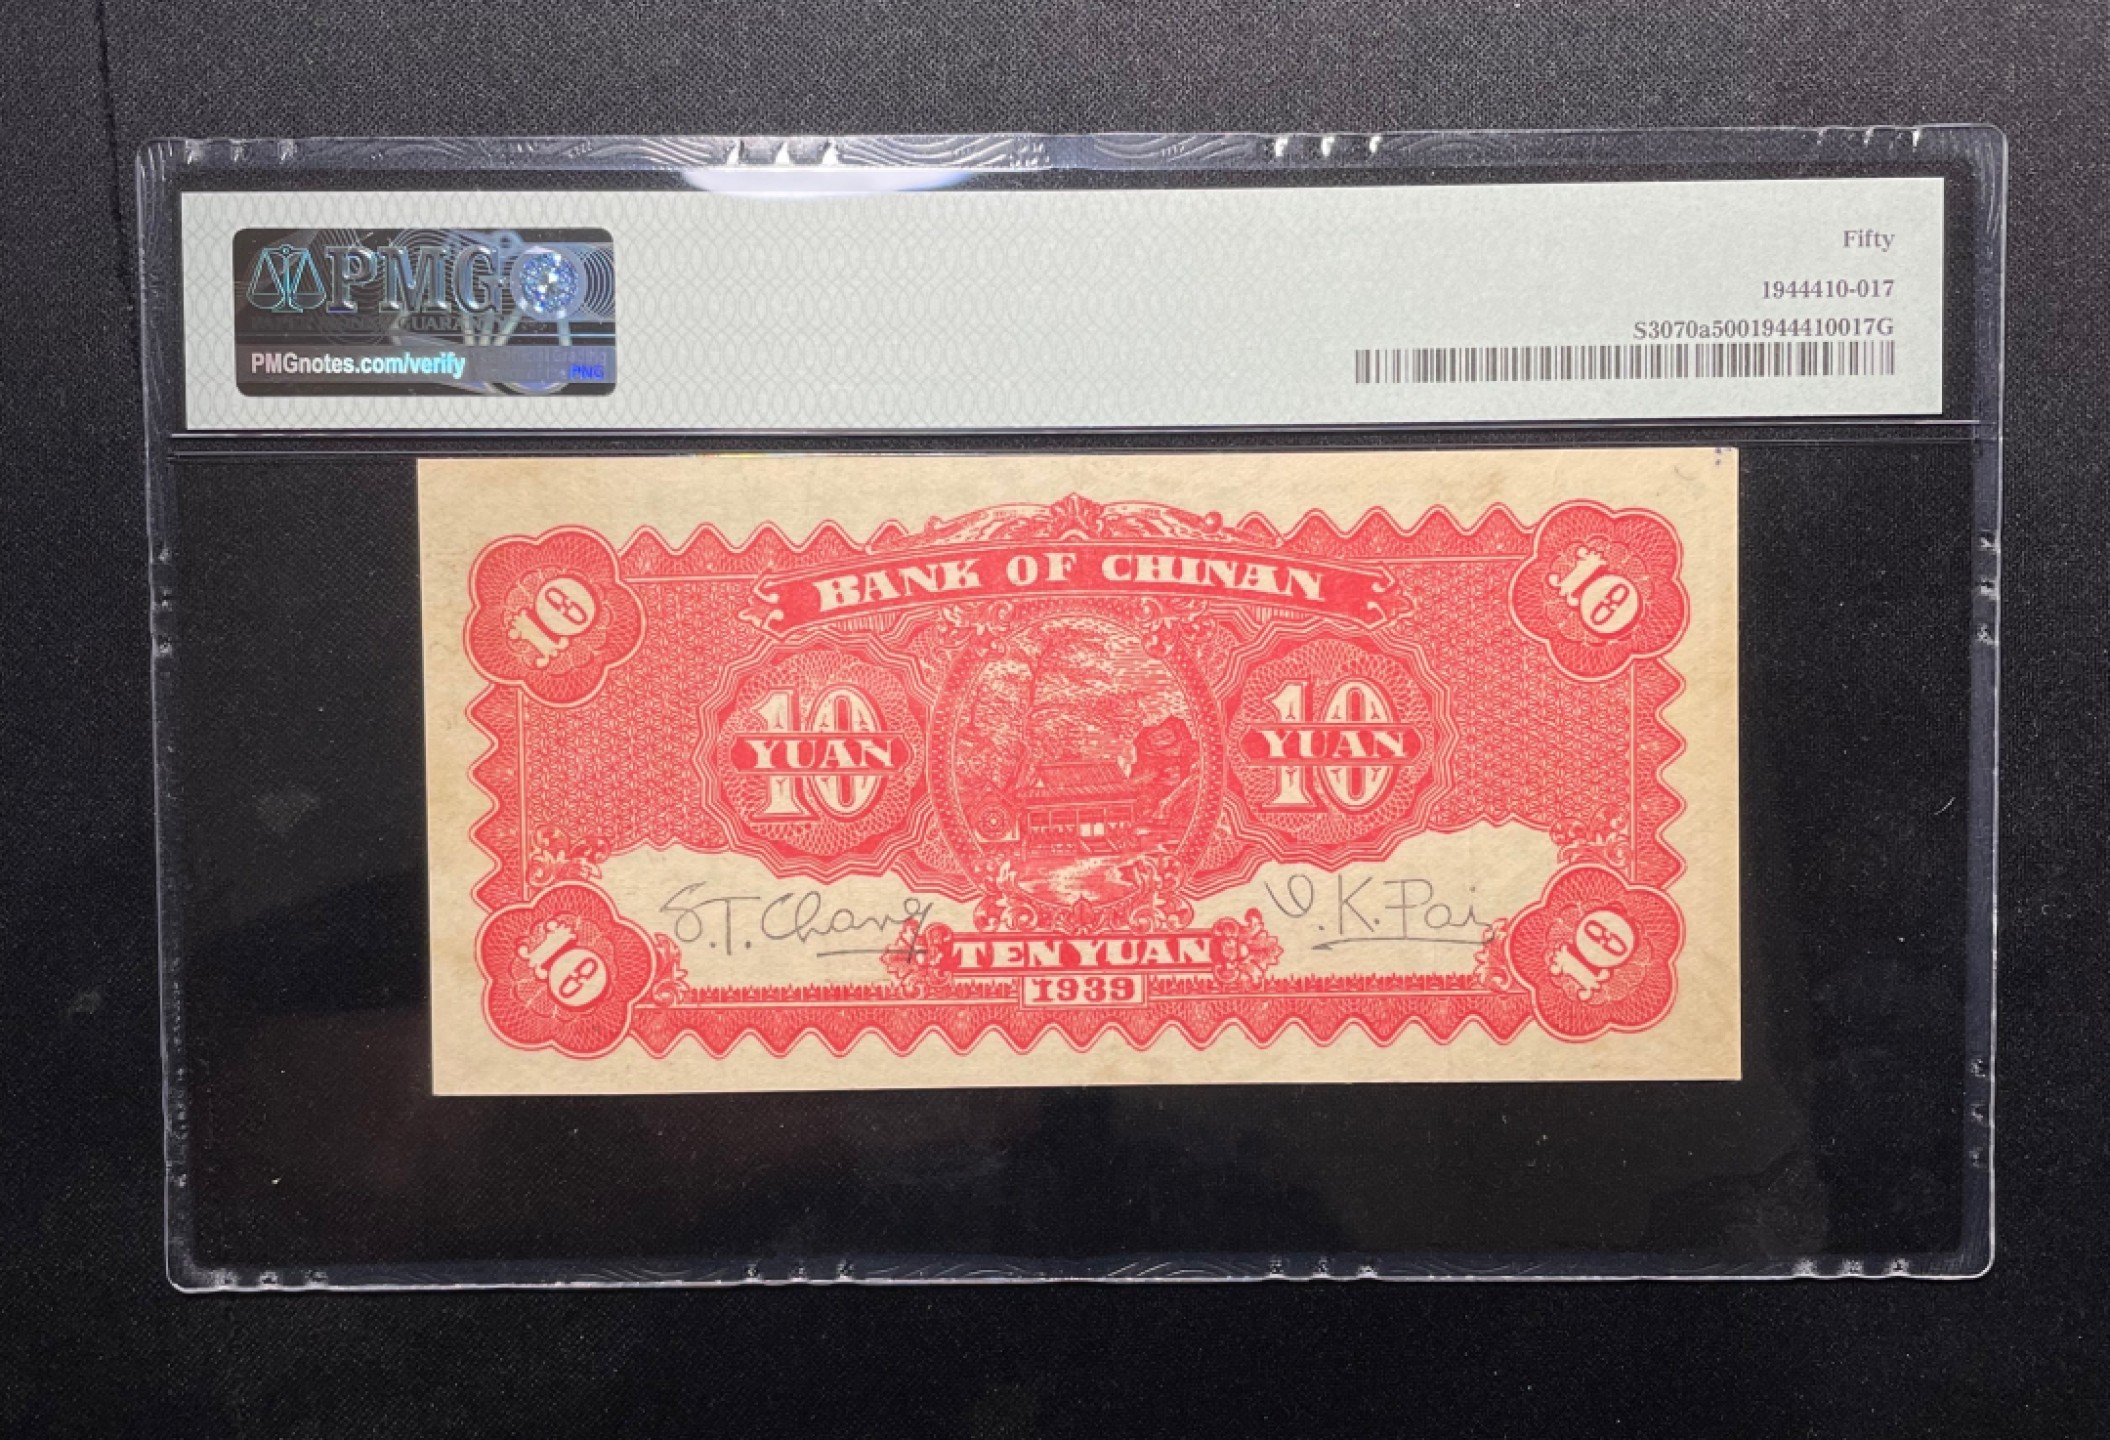 Fifty
PMG
1944410-017
S3070a5001944410017G
PMGnotes.com/verify
BANK OF CHINAN
10 10
10 YUAN 10 YUAN
S.T. Chang V.K. Pai
10 TEN YUAN 10
1939